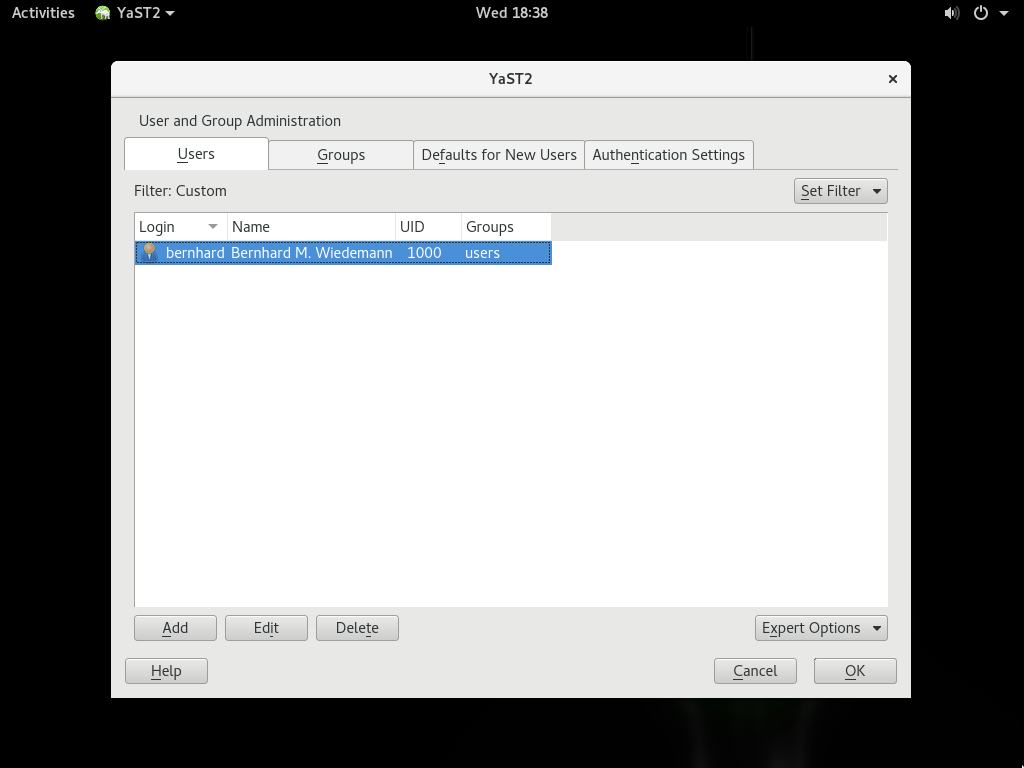 Activities YaST2 Wed 18:38
YaST2
User and Group Administration
Users Groups Defaults for New Users Authentication Settings
Filter: Custom Set Filter
Login Name UID Groups
bernhard Bernhard M. Wiedemann 1000 users
Add Edit Delete Expert Options
Help Cancel OK